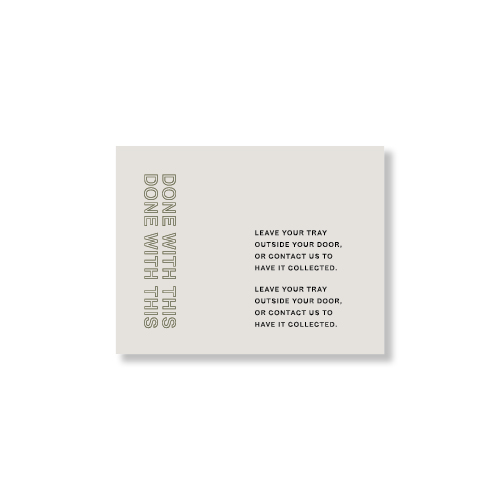 DONE WITH THIS
DONE WITH THIS
LEAVE YOUR TRAY
OUTSIDE YOUR DOOR,
OR CONTACT US TO
HAVE IT COLLECTED.
LEAVE YOUR TRAY
OUTSIDE YOUR DOOR,
OR CONTACT US TO
HAVE IT COLLECTED.